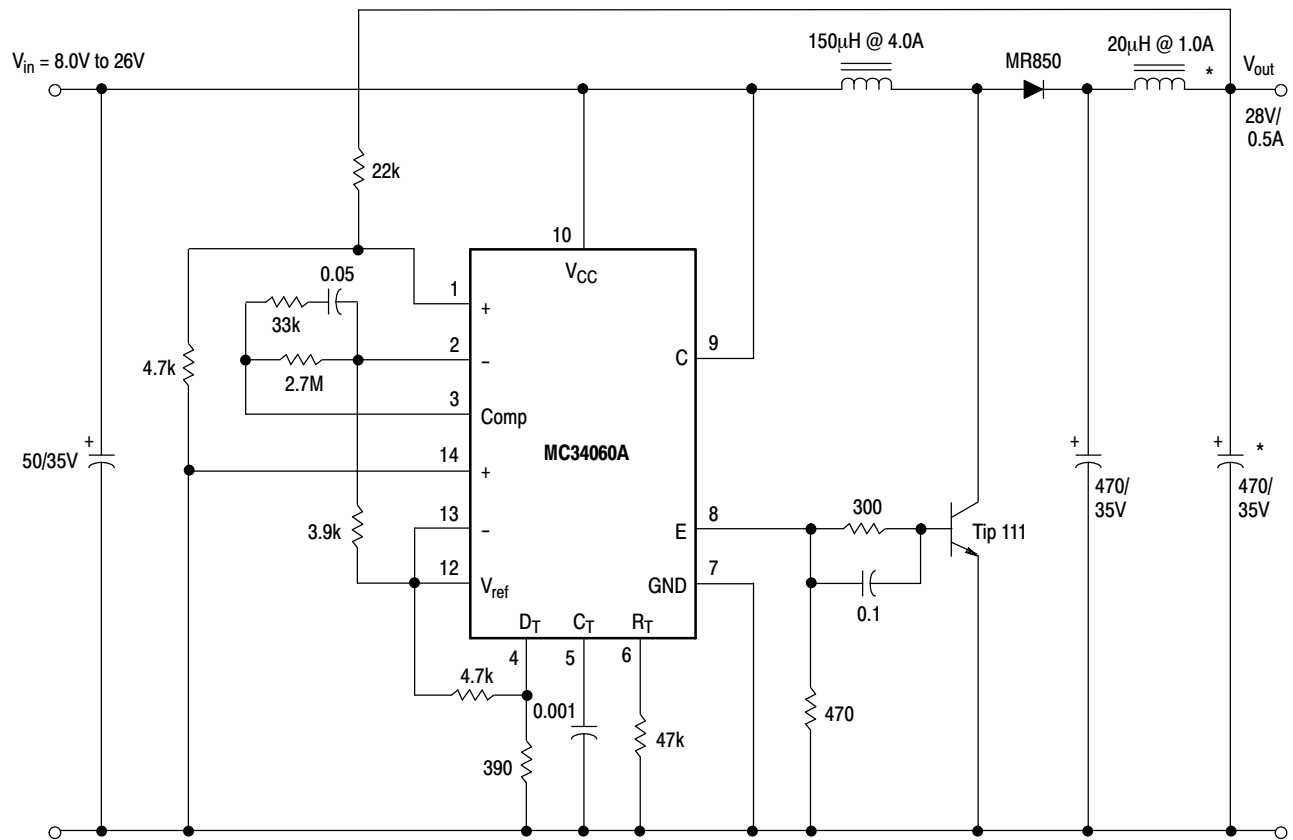 150μH @ 4.0A
20μH @ 1.0A
*
MR850
Vin = 8.0V to 26V
Vout
28V/
0.5A
22k
10
VCC
0.05
33k
1
+
2
–
2.7M
4.7k
3
Comp
C
9
MC34060A
14
+
50/35V
+
13
–
3.9k
12
Vref
E
8
300
Tip 111
0.1
GND
7
+
470/
35V
+
*
470/
35V
DT
CT
RT
4
5
6
4.7k
0.001
390
47k
470